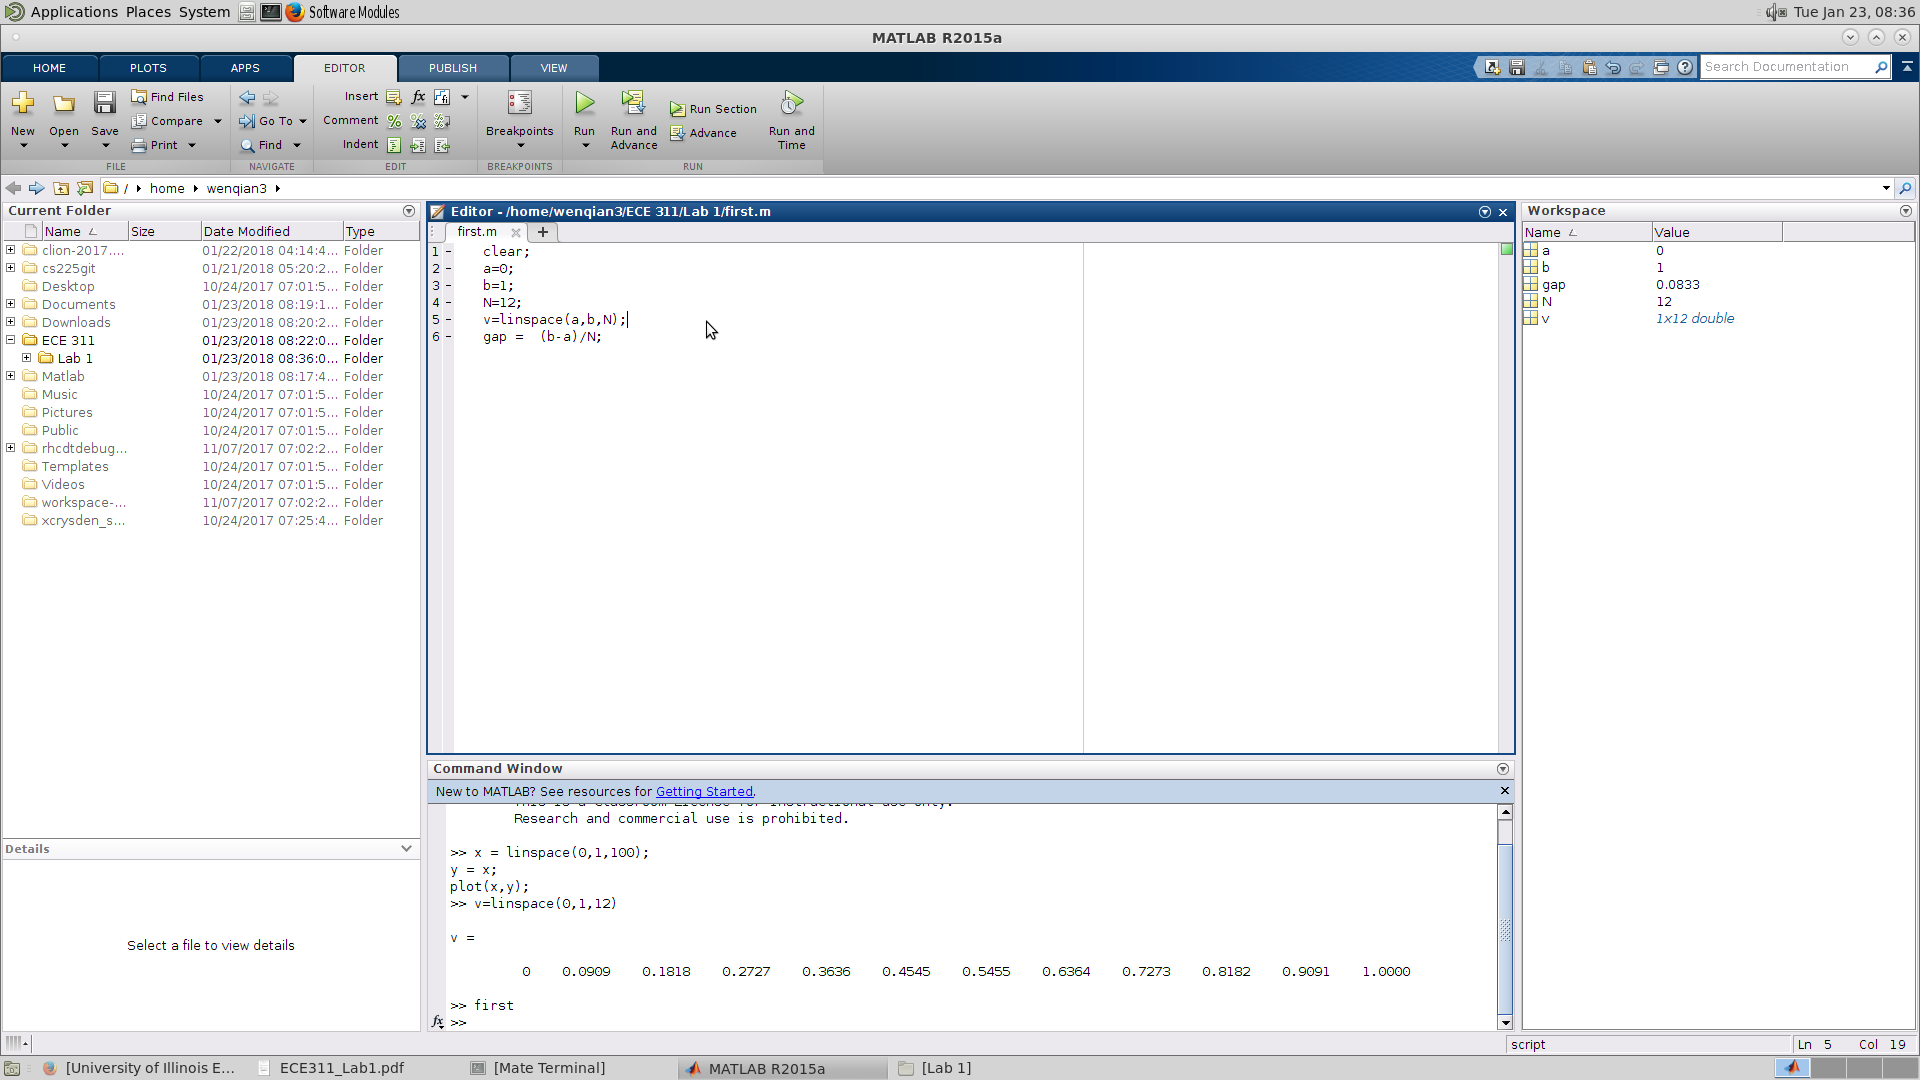 Applications Places System Software Modules Tue Jan 23, 08:36
MATLAB R2015a
HOME PLOTS APPS EDITOR PUBLISH VIEW Search Documentation
New Open Save Find Files Compare Print
FILE
Go To Find
NAVIGATE
Insert fx
Comment
Indent
EDIT
Breakpoints
BREAKPOINTS
Run Run and Advance Run Section Advance Run and Time
RUN
/ home wenqian3
Current Folder
Name Size Date Modified Type
clion-2017.... 01/22/2018 04:14:4... Folder
cs225git 01/21/2018 05:20:2... Folder
Desktop 10/24/2017 07:01:5... Folder
Documents 01/23/2018 08:19:1... Folder
Downloads 01/23/2018 08:20:2... Folder
ECE 311 01/23/2018 08:22:0... Folder
Lab 1 01/23/2018 08:36:0... Folder
Matlab 01/23/2018 08:17:4... Folder
Music 10/24/2017 07:01:5... Folder
Pictures 10/24/2017 07:01:5... Folder
Public 10/24/2017 07:01:5... Folder
rhcdtdebug... 11/07/2017 07:02:2... Folder
Templates 10/24/2017 07:01:5... Folder
Videos 10/24/2017 07:01:5... Folder
workspace-... 11/07/2017 07:02:2... Folder
xcrysden_s... 10/24/2017 07:25:4... Folder
Details
Select a file to view details
Editor - /home/wenqian3/ECE 311/Lab 1/first.m
first.m
1 - clear;
2 - a=0;
3 - b=1;
4 - N=12;
5 - v=linspace(a,b,N);
6 - gap =  (b-a)/N;
Command Window
New to MATLAB? See resources for Getting Started.
This is a Classroom License for instructional use only.
Research and commercial use is prohibited.
>> x = linspace(0,1,100);
y = x;
plot(x,y);
>> v=linspace(0,1,12)
v =
0 0.0909 0.1818 0.2727 0.3636 0.4545 0.5455 0.6364 0.7273 0.8182 0.9091 1.0000
>> first
fx >>
Workspace
Name Value
a 0
b 1
gap 0.0833
N 12
v 1x12 double
script Ln 5 Col 19
[University of Illinois E... ECE311_Lab1.pdf [Mate Terminal] MATLAB R2015a [Lab 1]